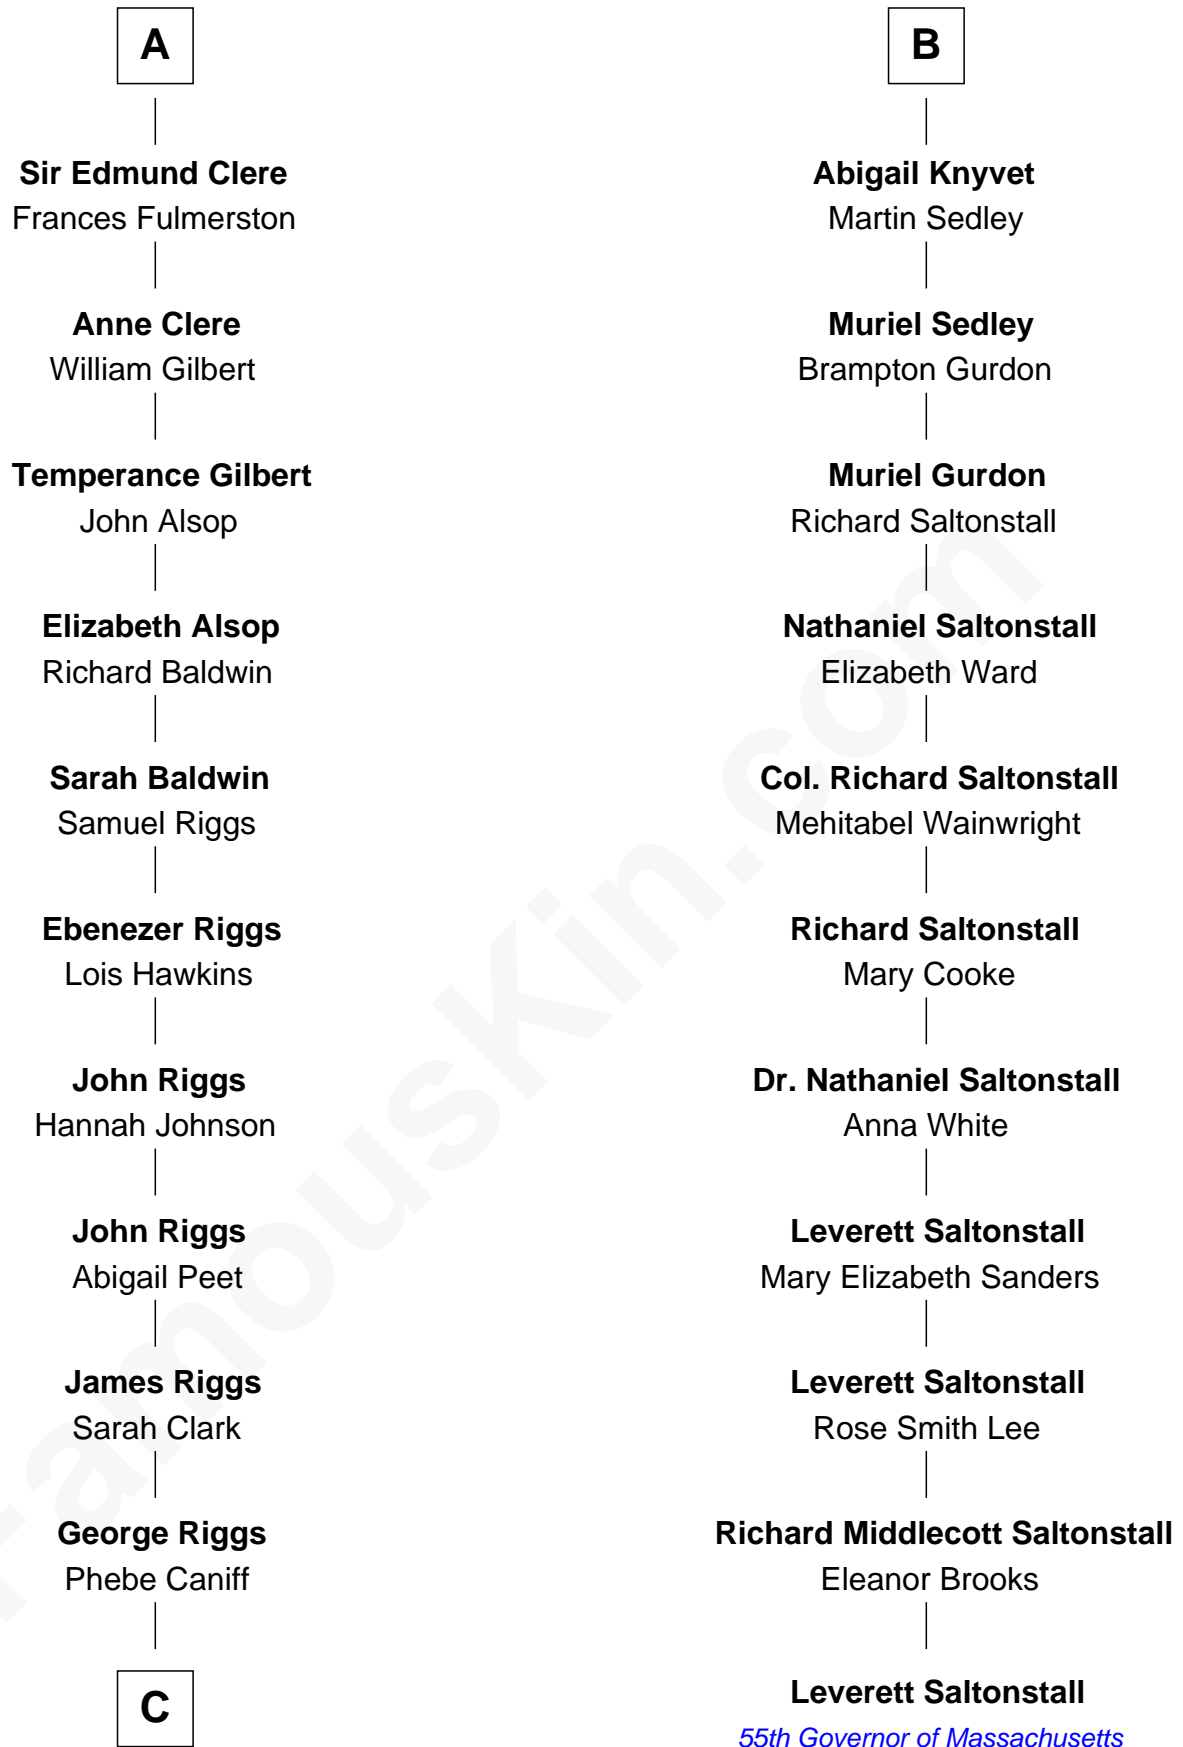 A
Sir Edmund Clere
Frances Fulmerston
Anne Clere
William Gilbert
Temperance Gilbert
John Alsop
Elizabeth Alsop
Richard Baldwin
Sarah Baldwin
Samuel Riggs
Ebenezer Riggs
Lois Hawkins
John Riggs
Hannah Johnson
John Riggs
Abigail Peet
James Riggs
Sarah Clark
George Riggs
Phebe Caniff
C
B
Abigail Knyvet
Martin Sedley
Muriel Sedley
Brampton Gurdon
Muriel Gurdon
Richard Saltonstall
Nathaniel Saltonstall
Elizabeth Ward
Col. Richard Saltonstall
Mehitabel Wainwright
Richard Saltonstall
Mary Cooke
Dr. Nathaniel Saltonstall
Anna White
Leverett Saltonstall
Mary Elizabeth Sanders
Leverett Saltonstall
Rose Smith Lee
Richard Middlecott Saltonstall
Eleanor Brooks
Leverett Saltonstall
55th Governor of Massachusetts
FamousKin.com